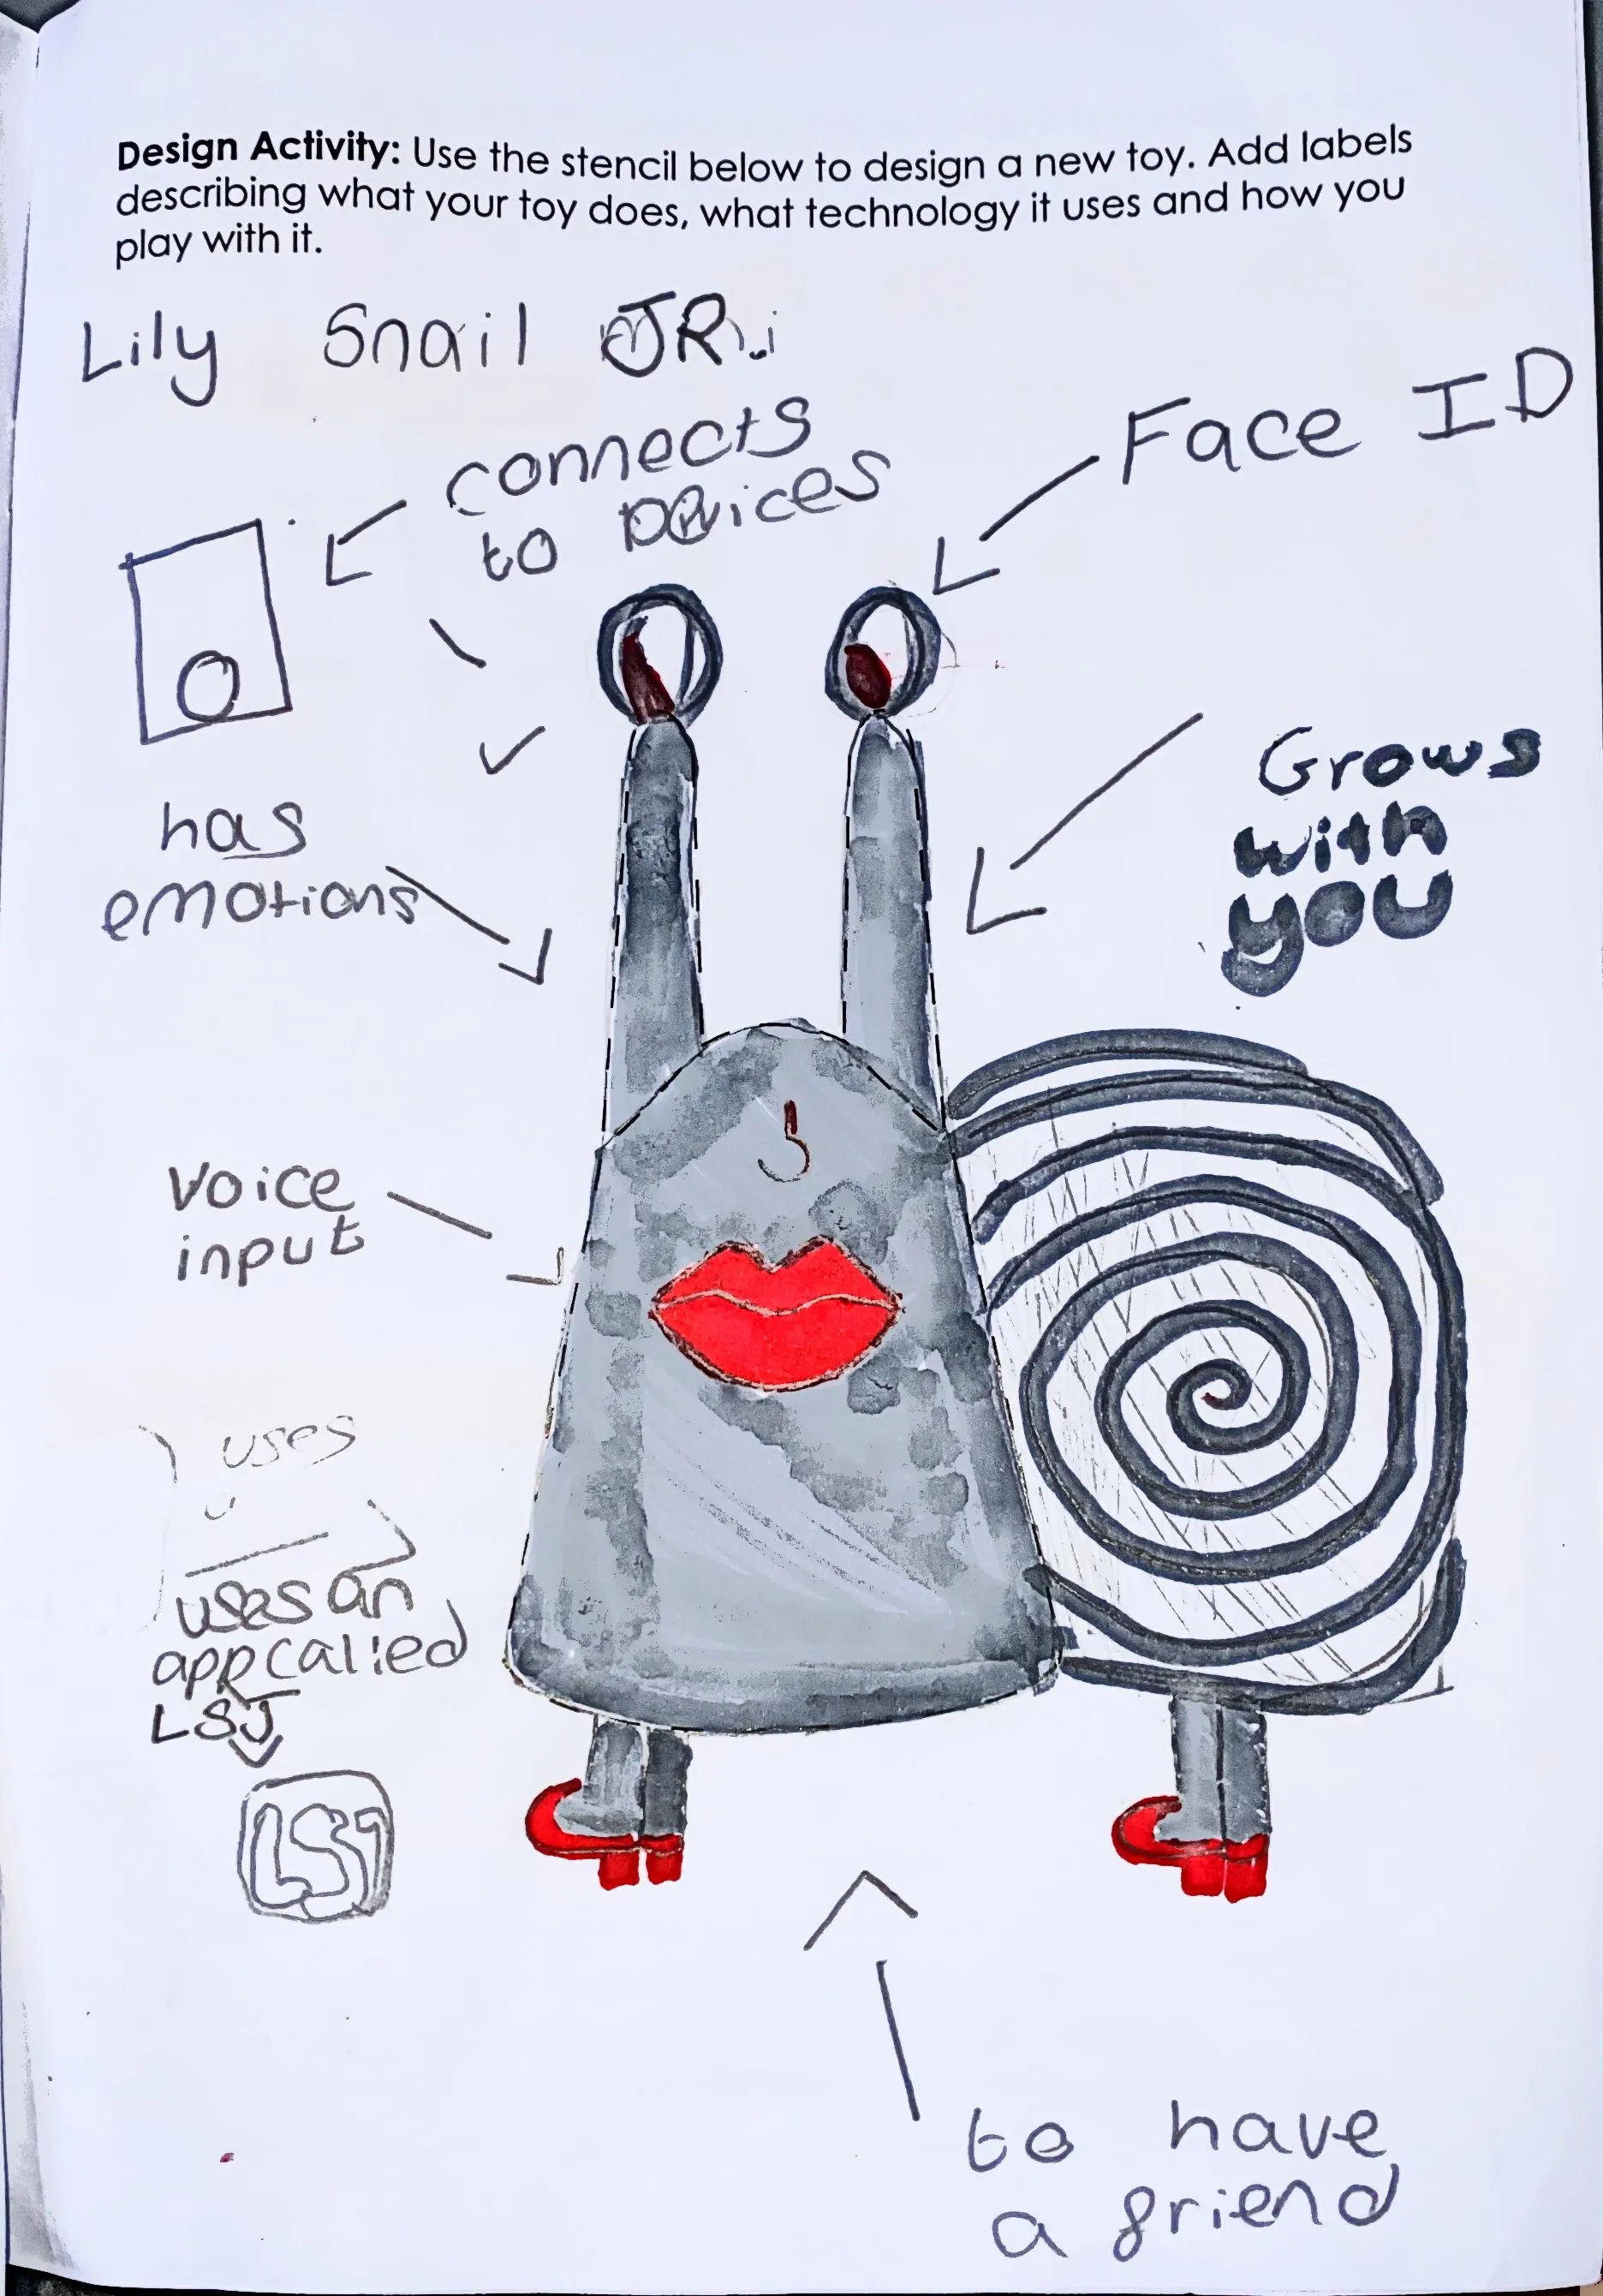 Design Activity: Use the stencil below to design a new toy. Add labels
describing what your toy does, what technology it uses and how you
play with it.
Lily Snail JR
connects
to Devices
Face ID
Grows
with
you
has
emotions
voice
input
uses
a
uses an
app called
LSJ
LSJ
to have
a friend